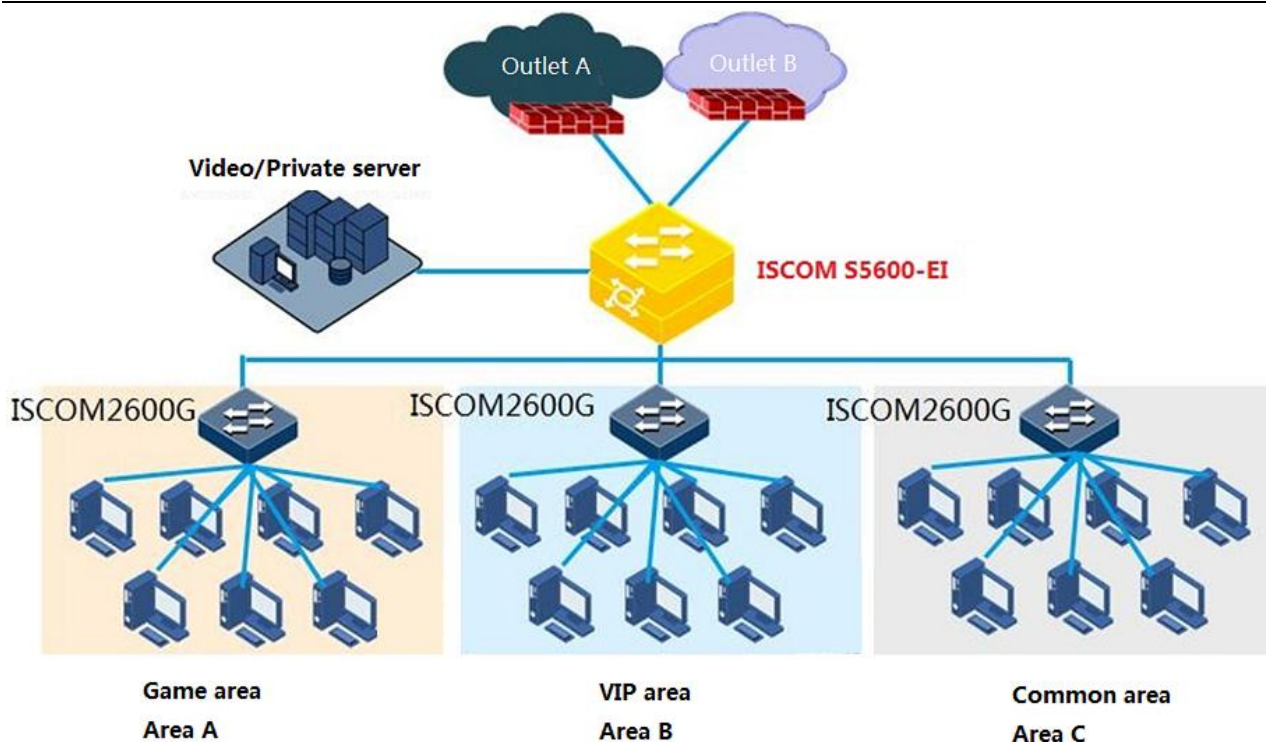 Outlet A
Outlet B
Video/Private server
ISCOM S5600-EI
ISCOM2600G
ISCOM2600G
ISCOM2600G
Game area
Area A
VIP area
Area B
Common area
Area C